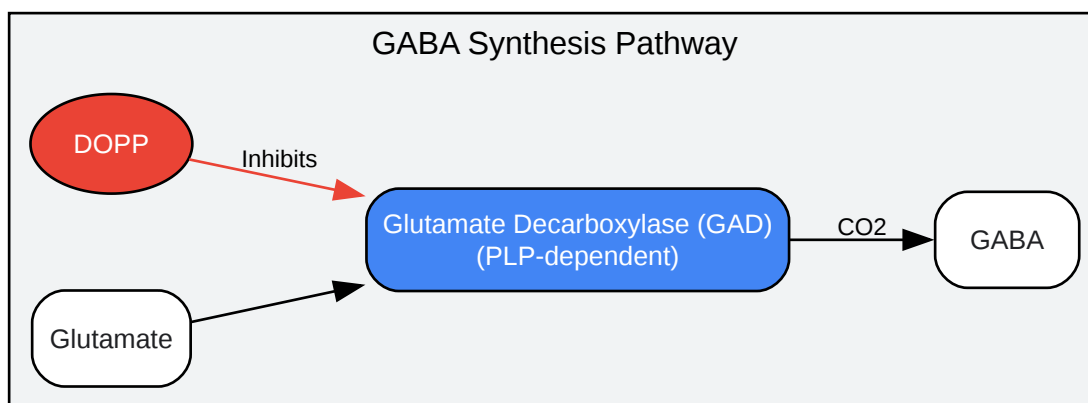 GABA Synthesis Pathway
DOPP
Inhibits
Glutamate Decarboxylase (GAD)
(PLP-dependent)
CO2
GABA
Glutamate